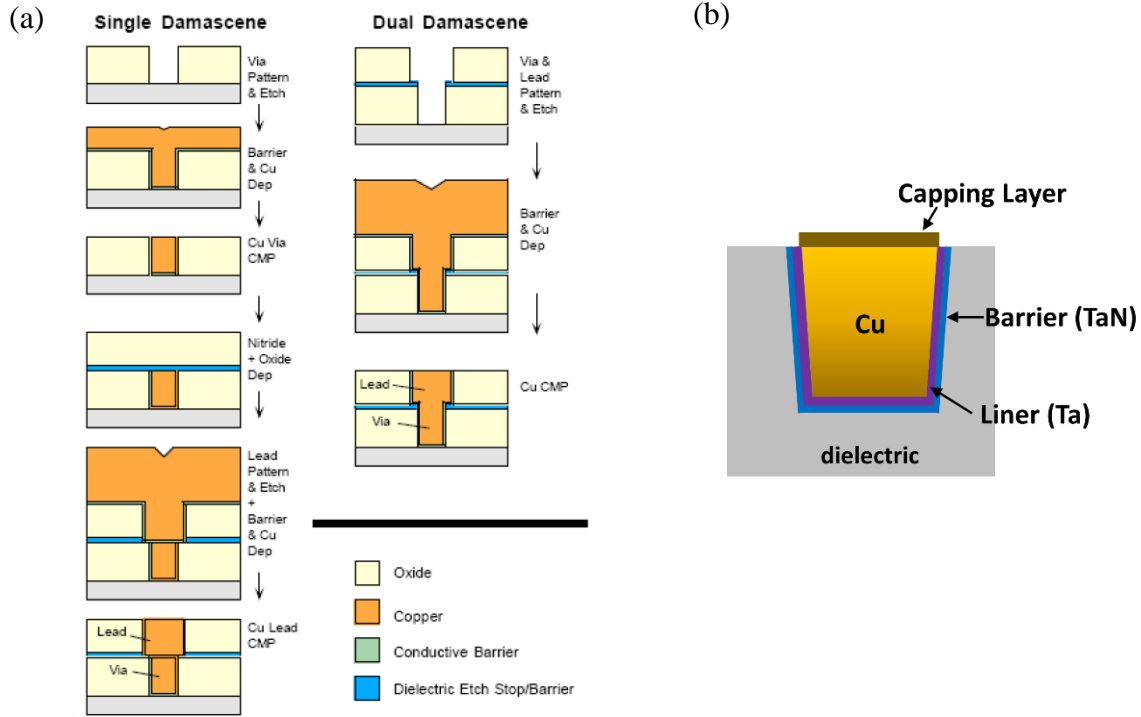 (a)
Single Damascene
Via
Pattern
& Etch
Barrier
& Cu
Dep
Cu Via
CMP
Nitride
+ Oxide
Dep
Lead
Pattern
& Etch
+
Barrier
& Cu
Dep
Lead
Via
Cu Lead
CMP
Dual Damascene
Via &
Lead
Pattern
& Etch
Barrier
& Cu
Dep
Lead
Via
Cu CMP
Oxide
Copper
Conductive Barrier
Dielectric Etch Stop/Barrier
(b)
Capping Layer
Cu
Barrier (TaN)
Liner (Ta)
dielectric